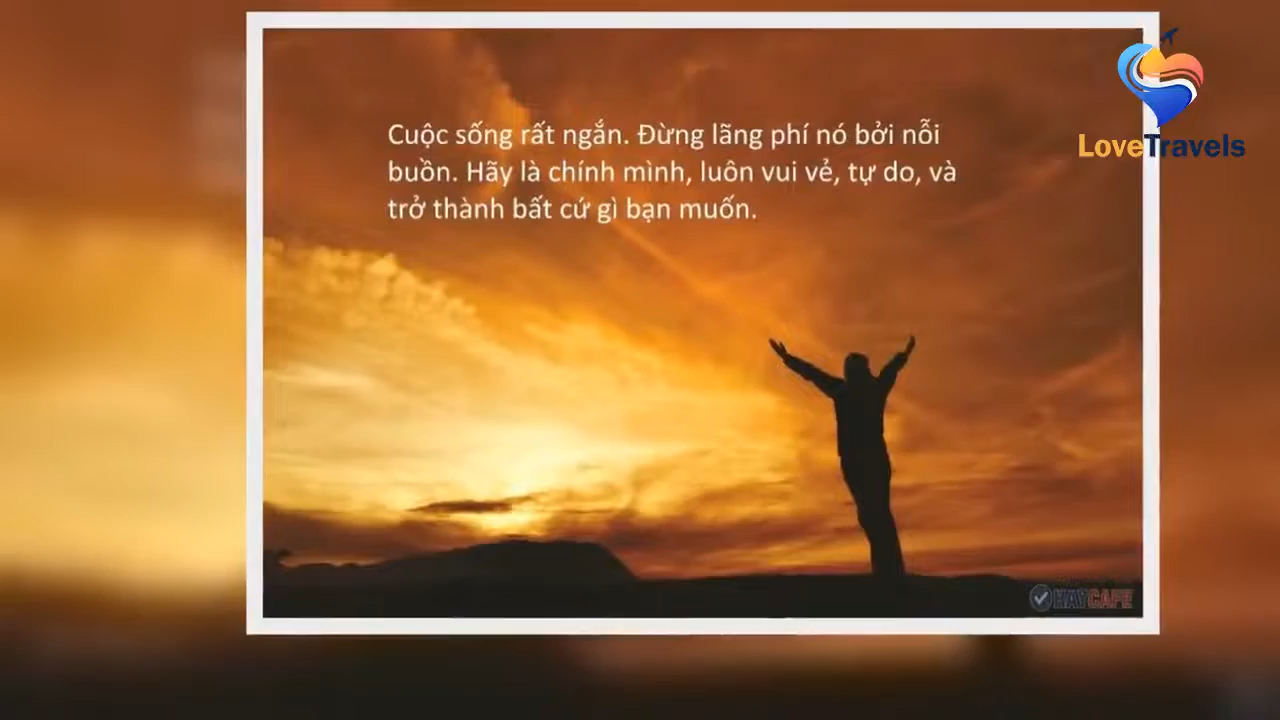 Cuộc sống rất ngắn. Đừng lãng phí nó bởi nỗi
buồn. Hãy là chính mình, luôn vui vẻ, tự do, và
trở thành bất cứ gì bạn muốn.
LoveTravels
HAYCAFE